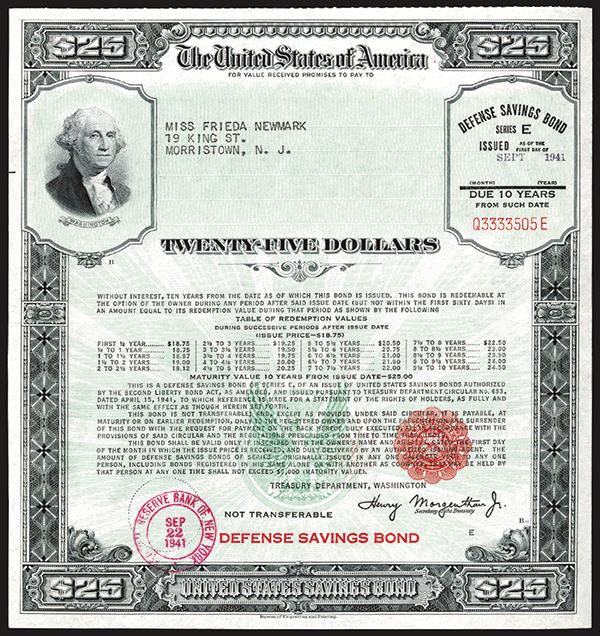 $25 The United States of America $25
FOR VALUE RECEIVED PROMISES TO PAY TO
MISS FRIEDA NEWMARK
79 KING ST.
MORRISTOWN, N. J.
WASHINGTON
DEFENSE SAVINGS BOND
SERIES E
ISSUED AS OF THE FIRST DAY OF
SEPT 1941
(MONTH) (YEAR)
DUE 10 YEARS
FROM SUCH DATE
Q3333505E
TWENTY-FIVE DOLLARS
B
WITHOUT INTEREST, TEN YEARS FROM THE DATE AS OF WHICH THIS BOND IS ISSUED. THIS BOND IS REDEEMABLE AT
THE OPTION OF THE OWNER DURING ANY PERIOD AFTER SAID ISSUE DATE (BUT NOT WITHIN THE FIRST SIXTY DAYS) IN
AN AMOUNT EQUAL TO ITS REDEMPTION VALUE DURING THAT PERIOD AS SHOWN BY THE FOLLOWING
TABLE OF REDEMPTION VALUES
DURING SUCCESSIVE PERIODS AFTER ISSUE DATE
(ISSUE PRICE—$18.75)
FIRST ½ YEAR $18.75 2½ TO 3 YEARS $19.25 5 TO 5½ YEARS $20.50 7½ TO 8 YEARS $22.50
½ TO 1 YEAR 18.75 3 TO 3½ YEARS 19.50 5½ TO 6 YEARS 20.75 8 TO 8½ YEARS 23.00
1 TO 1½ YEARS 18.87 3½ TO 4 YEARS 19.75 6 TO 6½ YEARS 21.00 8½ TO 9 YEARS 23.50
1½ TO 2 YEARS 19.00 4 TO 4½ YEARS 20.00 6½ TO 7 YEARS 21.50 9 TO 9½ YEARS 24.00
2 TO 2½ YEARS 19.12 4½ TO 5 YEARS 20.25 7 TO 7½ YEARS 22.00 9½ TO 10 YEARS 24.50
MATURITY VALUE 10 YEARS FROM ISSUE DATE—$25.00
THIS IS A DEFENSE SAVINGS BOND OF SERIES E, OF AN ISSUE OF UNITED STATES SAVINGS BONDS AUTHORIZED
BY THE SECOND LIBERTY BOND ACT, AS AMENDED, AND ISSUED PURSUANT TO TREASURY DEPARTMENT CIRCULAR No. 653,
DATED APRIL 15, 1941, TO WHICH REFERENCE IS MADE FOR A STATEMENT OF THE RIGHTS OF HOLDERS, AS FULLY AND
WITH THE SAME EFFECT AS THOUGH HEREIN SET FORTH.
THIS BOND IS NOT TRANSFERABLE AND, EXCEPT AS PROVIDED UNDER SAID CIRCULAR, IS PAYABLE, AT
MATURITY OR ON EARLIER REDEMPTION, ONLY TO THE REGISTERED OWNER AND UPON THE PRESENTATION AND SURRENDER
OF THIS BOND WITH THE REQUEST FOR PAYMENT ON THE BACK HEREOF DULY EXECUTED, ALL IN ACCORDANCE WITH THE
PROVISIONS OF SAID CIRCULAR AND THE REGULATIONS PRESCRIBED FROM TIME TO TIME
THIS BOND SHALL BE VALID ONLY IF INSCRIBED WITH THE OWNER'S NAME AND ADDRESS, DATED THE FIRST DAY
OF THE MONTH IN WHICH THE ISSUE PRICE IS RECEIVED, AND DULY DELIVERED BY AN AUTHORIZED AGENT. THE
AMOUNT OF DEFENSE SAVINGS BONDS OF SERIES E ORIGINALLY ISSUED IN ANY ONE YEAR TO ANY ONE
PERSON, INCLUDING BONDS REGISTERED IN HIS NAME ALONE OR WITH ANOTHER AS COOWNER, THAT MAY BE HELD BY
THAT PERSON AT ANY ONE TIME SHALL NOT EXCEED $5,000 (MATURITY VALUE).
TREASURY DEPARTMENT, WASHINGTON
Henry Morgenthau Jr.
Secretary of the Treasury
NOT TRANSFERABLE
RESERVE BANK OF NEW YORK
SEP
22
1941
DEFENSE SAVINGS BOND
E
B
$25 UNITED STATES SAVINGS BOND $25
Bureau of Engraving and Printing